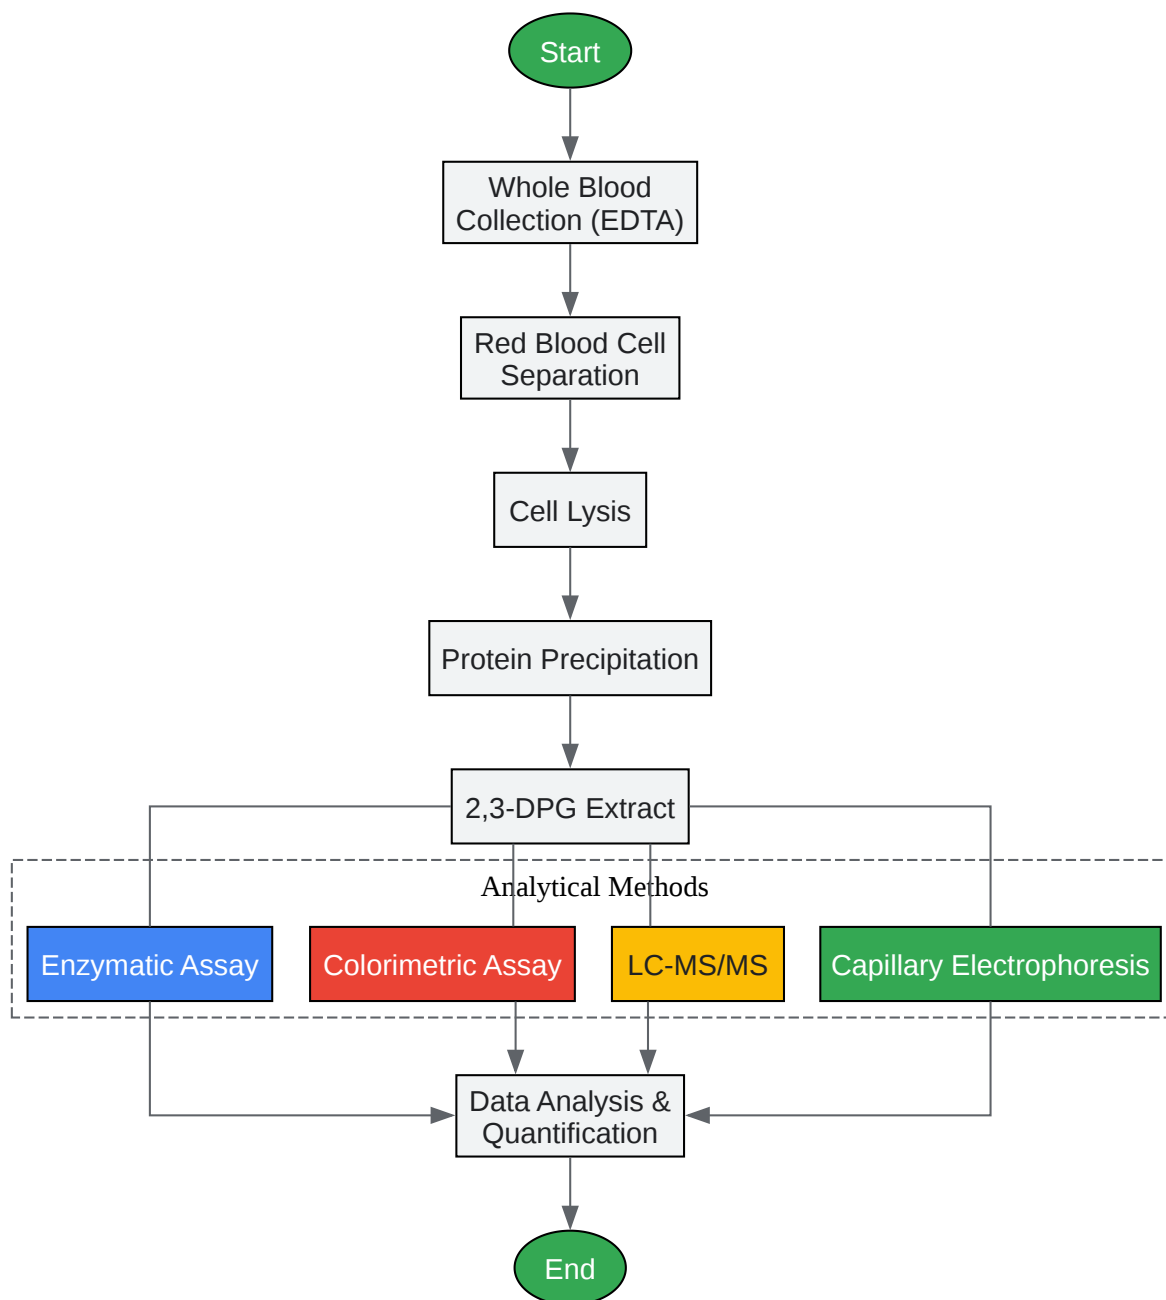 Start
Whole Blood
Collection (EDTA)
Red Blood Cell
Separation
Cell Lysis
Protein Precipitation
2,3-DPG Extract
Analytical Methods
Enzymatic Assay
Colorimetric Assay
LC-MS/MS
Capillary Electrophoresis
Data Analysis &
Quantification
End